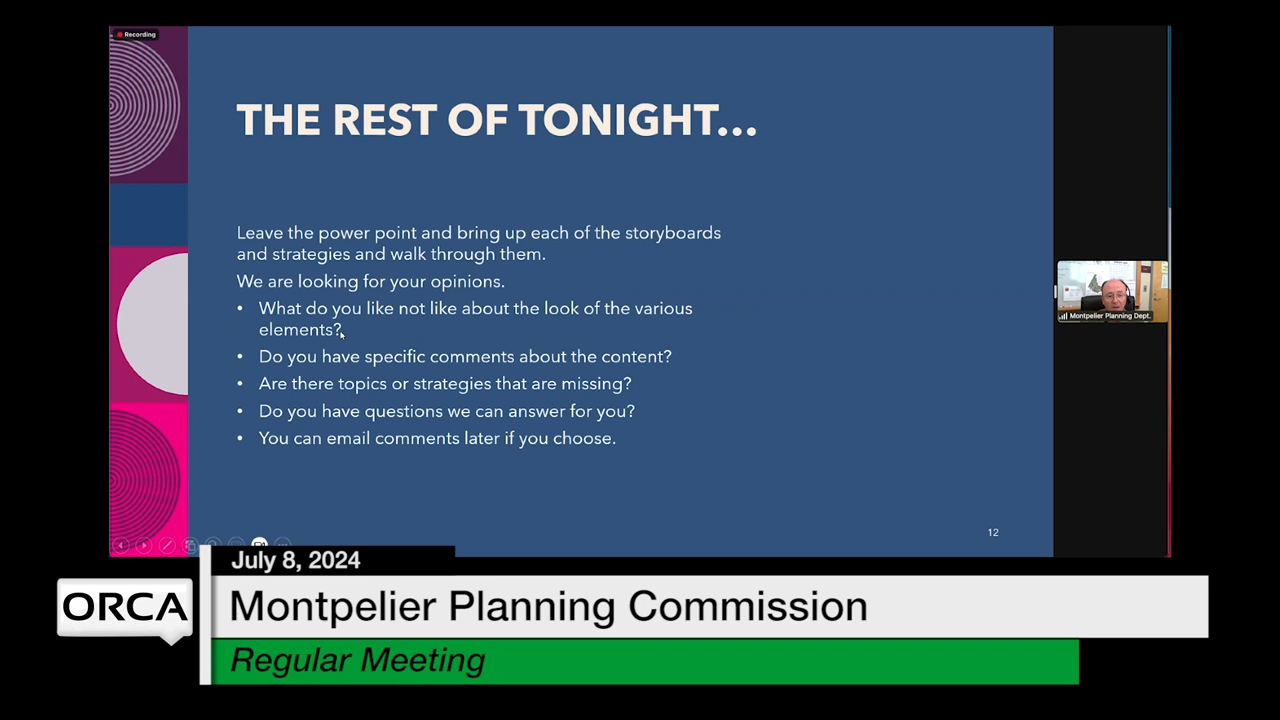 Recording
THE REST OF TONIGHT...
Leave the power point and bring up each of the storyboards
and strategies and walk through them.
We are looking for your opinions.
• What do you like not like about the look of the various
elements?
• Do you have specific comments about the content?
• Are there topics or strategies that are missing?
• Do you have questions we can answer for you?
• You can email comments later if you choose.
12
Montpelier Planning Dept.
July 8, 2024
ORCA
Montpelier Planning Commission
Regular Meeting